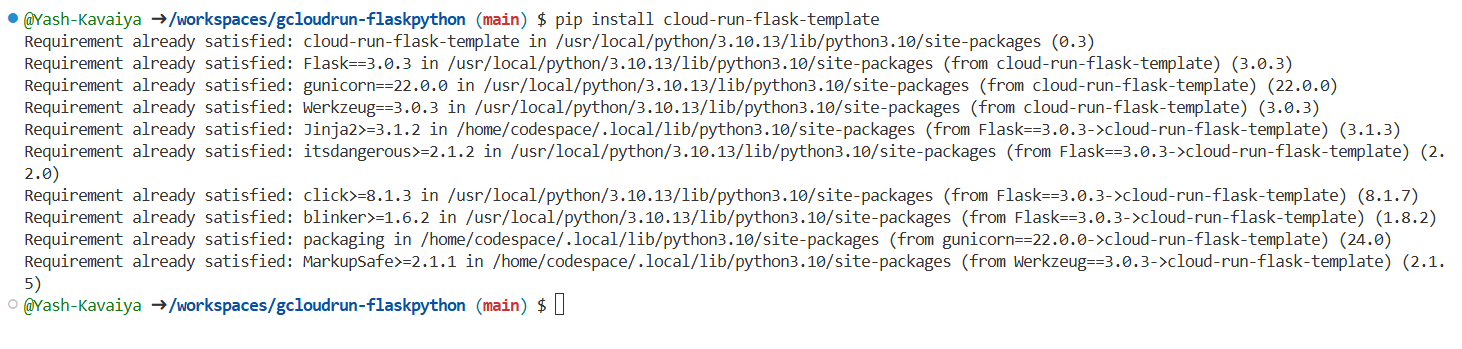 @Yash-Kavaiya ➜/workspaces/gcloudrun-flaskpython (main) $ pip install cloud-run-flask-template
Requirement already satisfied: cloud-run-flask-template in /usr/local/python/3.10.13/lib/python3.10/site-packages (0.3)
Requirement already satisfied: Flask==3.0.3 in /usr/local/python/3.10.13/lib/python3.10/site-packages (from cloud-run-flask-template) (3.0.3)
Requirement already satisfied: gunicorn==22.0.0 in /usr/local/python/3.10.13/lib/python3.10/site-packages (from cloud-run-flask-template) (22.0.0)
Requirement already satisfied: Werkzeug==3.0.3 in /usr/local/python/3.10.13/lib/python3.10/site-packages (from cloud-run-flask-template) (3.0.3)
Requirement already satisfied: Jinja2>=3.1.2 in /home/codespace/.local/lib/python3.10/site-packages (from Flask==3.0.3->cloud-run-flask-template) (3.1.3)
Requirement already satisfied: itsdangerous>=2.1.2 in /usr/local/python/3.10.13/lib/python3.10/site-packages (from Flask==3.0.3->cloud-run-flask-template) (2.
2.0)
Requirement already satisfied: click>=8.1.3 in /usr/local/python/3.10.13/lib/python3.10/site-packages (from Flask==3.0.3->cloud-run-flask-template) (8.1.7)
Requirement already satisfied: blinker>=1.6.2 in /usr/local/python/3.10.13/lib/python3.10/site-packages (from Flask==3.0.3->cloud-run-flask-template) (1.8.2)
Requirement already satisfied: packaging in /home/codespace/.local/lib/python3.10/site-packages (from gunicorn==22.0.0->cloud-run-flask-template) (24.0)
Requirement already satisfied: MarkupSafe>=2.1.1 in /home/codespace/.local/lib/python3.10/site-packages (from Werkzeug==3.0.3->cloud-run-flask-template) (2.1.
5)
@Yash-Kavaiya ➜/workspaces/gcloudrun-flaskpython (main) $